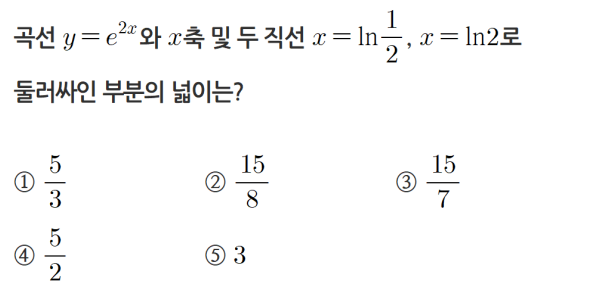 곡선 $y=e^{2x}$와 $x$축 및 두 직선 $x=\ln\frac{1}{2}$, $x=\ln 2$로
둘러싸인 부분의 넓이는?
① $\frac{5}{3}$ ② $\frac{15}{8}$ ③ $\frac{15}{7}$
④ $\frac{5}{2}$ ⑤ 3